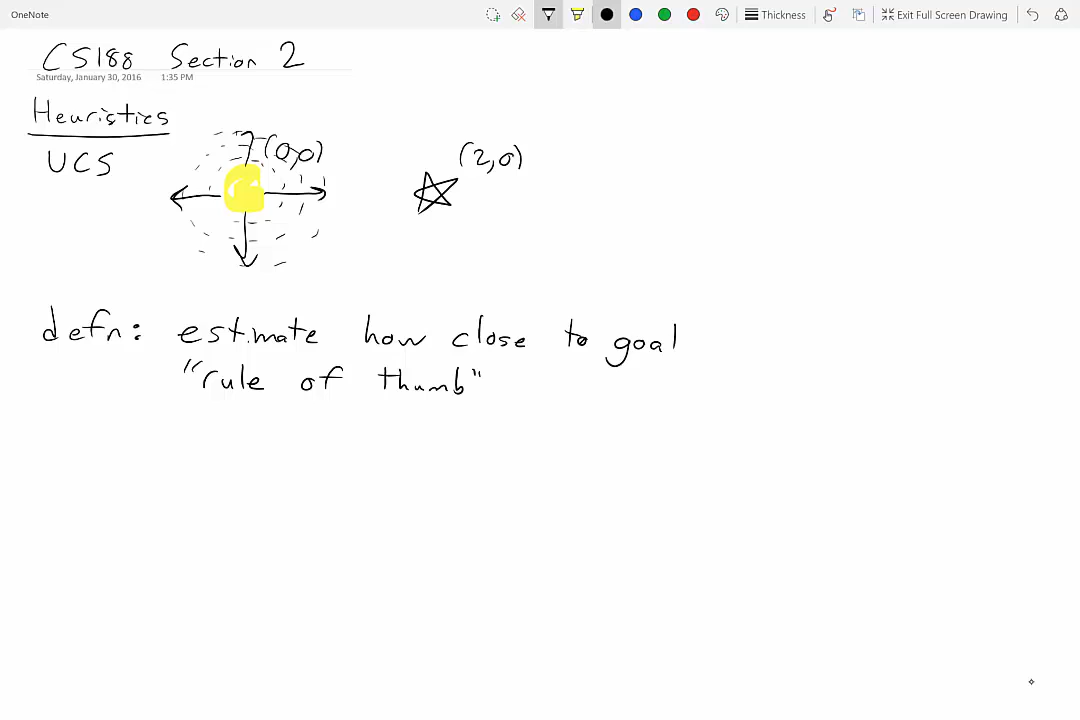 OneNote
Thickness
Exit Full Screen Drawing
CS188 Section 2
Saturday, January 30, 2016 1:35 PM
Heuristics
UCS
(0,0)
(2,0)
defn: estimate how close to goal
"rule of thumb"